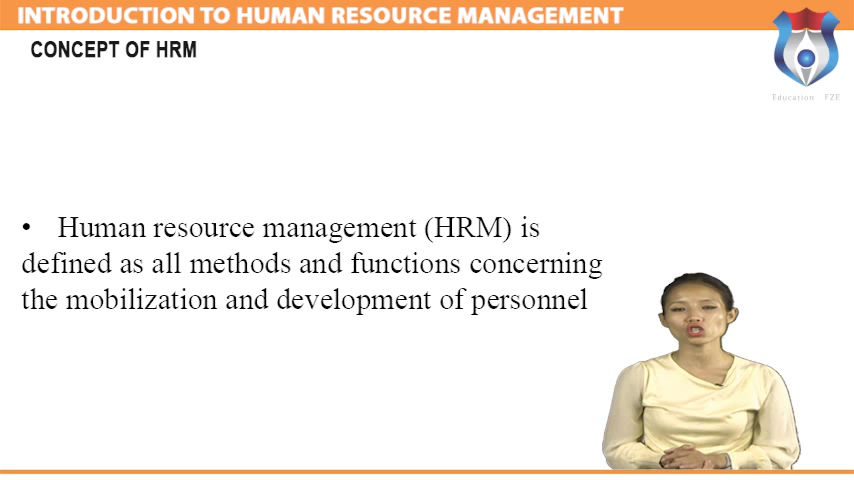 INTRODUCTION TO HUMAN RESOURCE MANAGEMENT
CONCEPT OF HRM
Education FZE
• Human resource management (HRM) is
defined as all methods and functions concerning
the mobilization and development of personnel